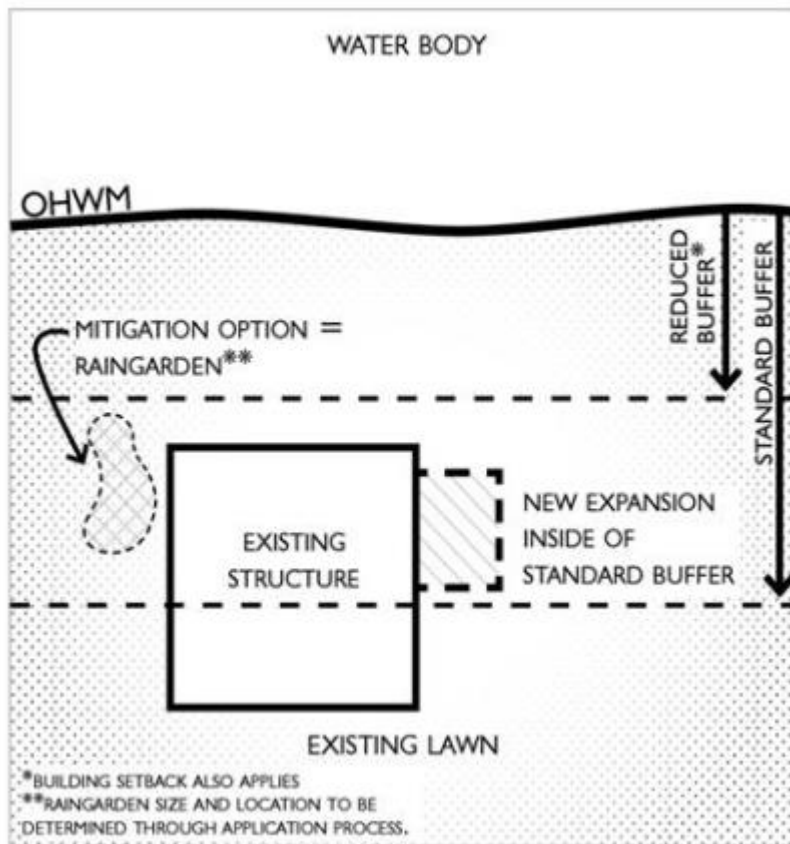 WATER BODY
OHWM
REDUCED
BUFFER*
STANDARD BUFFER
MITIGATION OPTION =
RAINGARDEN**
EXISTING
STRUCTURE
NEW EXPANSION
INSIDE OF
STANDARD BUFFER
EXISTING LAWN
*BUILDING SETBACK ALSO APPLIES
**RAINGARDEN SIZE AND LOCATION TO BE
DETERMINED THROUGH APPLICATION PROCESS.